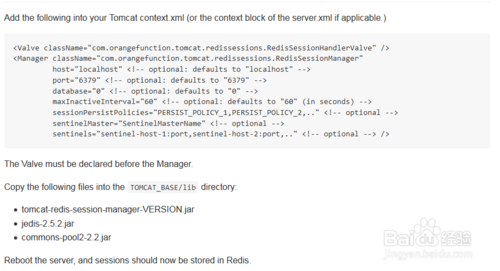 Add the following into your Tomcat context.xml (or the context block of the server.xml if applicable.)
<Valve className="com.orangefunction.tomcat.redissessions.RedisSessionHandlerValve" />
<Manager className="com.orangefunction.tomcat.redissessions.RedisSessionManager"
host="localhost" <!-- optional: defaults to "localhost" -->
port="6379" <!-- optional: defaults to "6379" -->
database="0" <!-- optional: defaults to "0" -->
maxInactiveInterval="60" <!-- optional: defaults to "60" (in seconds) -->
sessionPersistPolicies="PERSIST_POLICY_1,PERSIST_POLICY_2,.." <!-- optional -->
sentinelMaster="SentinelMasterName" <!-- optional -->
sentinels="sentinel-host-1:port,sentinel-host-2:port,.." <!-- optional --> />
The Valve must be declared before the Manager.
Copy the following files into the TOMCAT_BASE/lib directory:
• tomcat-redis-session-manager-VERSION.jar
• jedis-2.5.2.jar
• commons-pool2-2.2.jar
Reboot the server, and sessions should now be stored in Redis.
Baidu 经验
jingyan.baidu.com